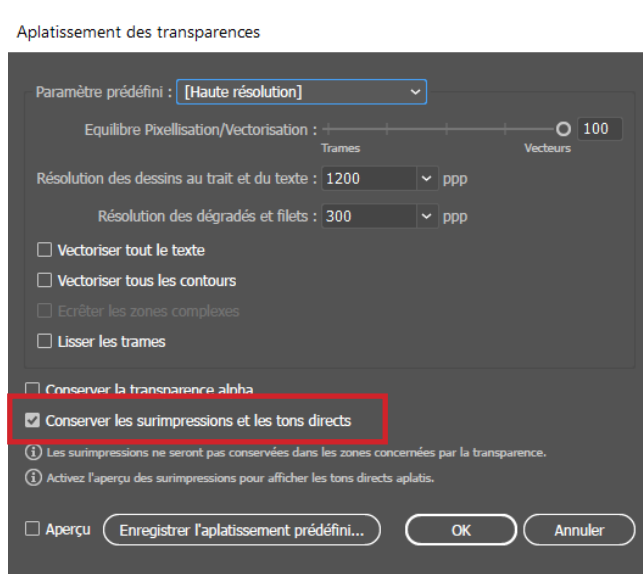 Aplatissement des transparences
Paramètre prédéfini : [Haute résolution]
Equilibre Pixellisation/Vectorisation : 100
Trames Vecteurs
Résolution des dessins au trait et du texte : 1200 ppp
Résolution des dégradés et filets : 300 ppp
Vectoriser tout le texte
Vectoriser tous les contours
Ecrêter les zones complexes
Lisser les trames
Conserver la transparence alpha
Conserver les surimpressions et les tons directs
Les surimpressions ne seront pas conservées dans les zones concernées par la transparence.
Activez l'aperçu des surimpressions pour afficher les tons directs aplatis.
Aperçu Enregistrer l'aplatissement prédéfini... OK Annuler